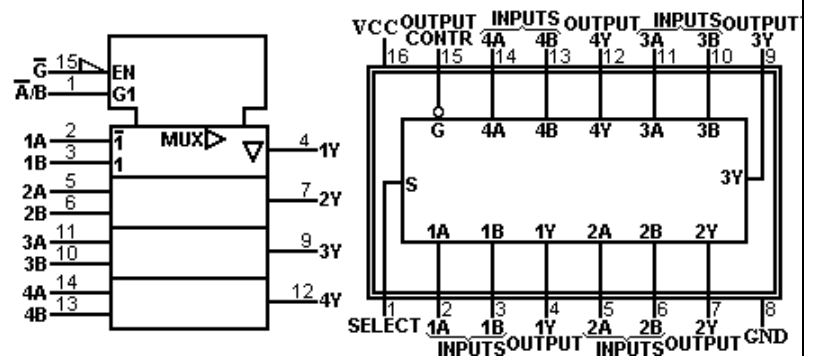 VCC OUTPUT INPUTS OUTPUT INPUTS OUTPUT
CONTR 4A 4B 4Y 3A 3B 3Y
16 15 14 13 12 11 10 9
G 4A 4B 4Y 3A 3B
S
3Y
1A 1B 1Y 2A 2B 2Y
1 2 3 4 5 6 7 8
SELECT 1A 1B 1Y 2A 2B 2Y GND
INPUTS OUTPUT INPUTS OUTPUT
G̅ 15 EN
A̅/B 1 G1
MUX
1A 2 1̅ 4 1Y
1B 3 1
2A 5 7 2Y
2B 6
3A 11 9 3Y
3B 10
4A 14 12 4Y
4B 13